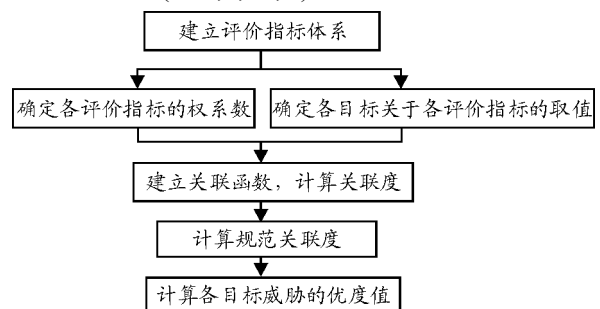 建立评价指标体系
确定各评价指标的权系数
确定各目标关于各评价指标的取值
建立关联函数，计算关联度
计算规范关联度
计算各目标威胁的优度值